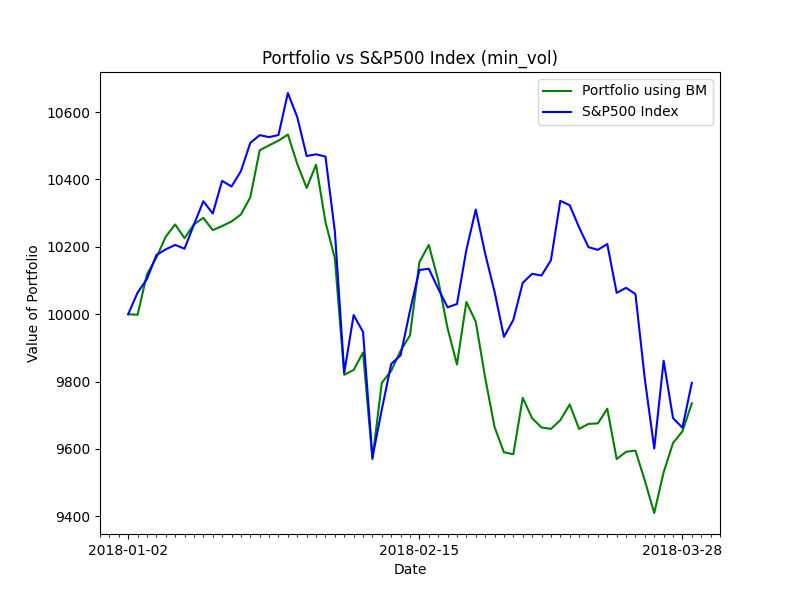 Portfolio vs S&P500 Index (min_vol)
Portfolio using BM
S&P500 Index
10600
10400
10200
10000
9800
9600
9400
Value of Portfolio
2018-01-02
2018-02-15
2018-03-28
Date